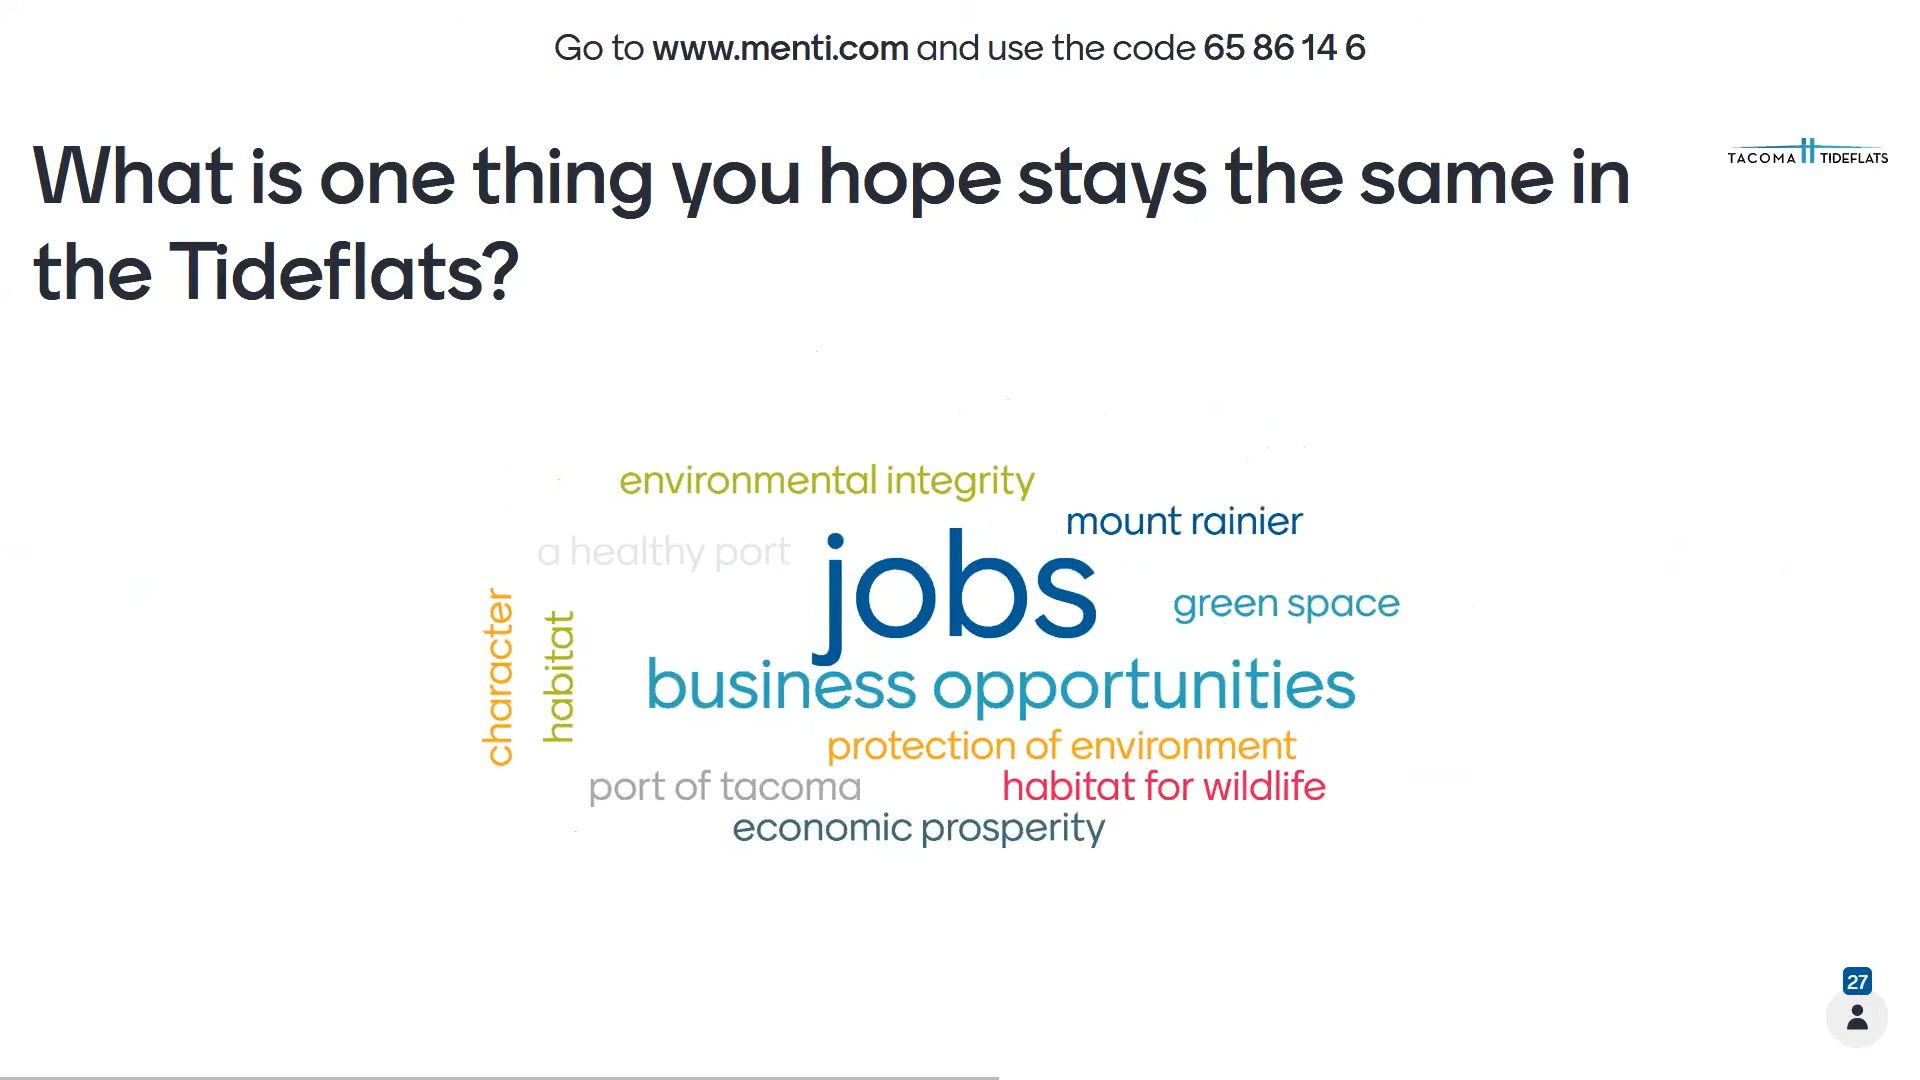 Go to www.menti.com and use the code 65 86 14 6
What is one thing you hope stays the same in
the Tideflats?
TACOMA TIDEFLATS
environmental integrity
mount rainier
a healthy port
jobs
green space
character
habitat
business opportunities
protection of environment
port of tacoma
habitat for wildlife
economic prosperity
27